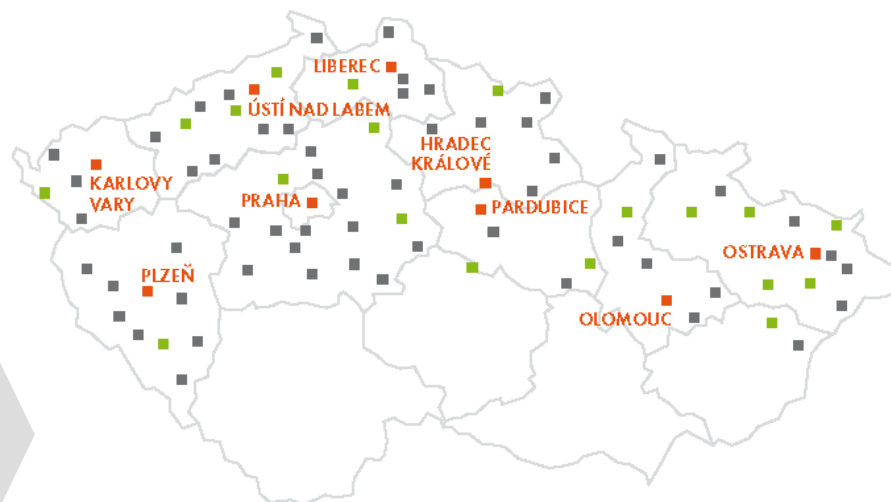 LIBEREC
ÚSTÍ NAD LABEM
HRADEC
KRÁLOVÉ
KARLOVY
VARY
PRAHA
PARDUBICE
OSTRAVA
PLZEŇ
OLOMOUC